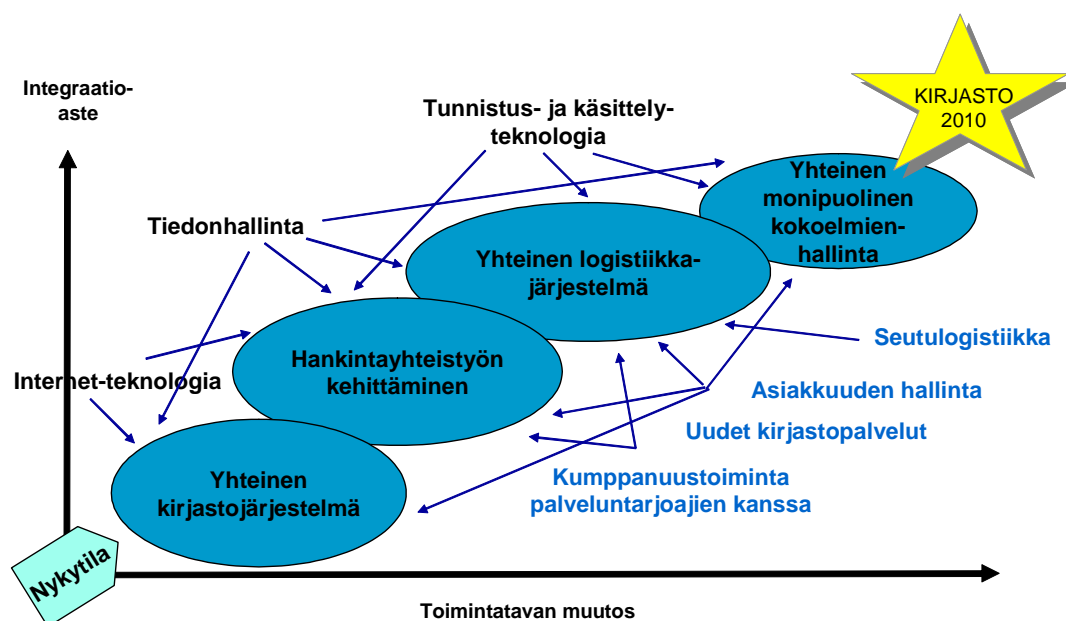 Integraatio-
aste
KIRJASTO
2010
Tunnistus- ja käsittely-
teknologia
Yhteinen
monipuolinen
kokoelmien-
hallinta
Tiedonhallinta
Yhteinen logistiikka-
järjestelmä
Seutulogistiikka
Hankintayhteistyön
kehittäminen
Internet-teknologia
Asiakkuuden hallinta
Uudet kirjastopalvelut
Yhteinen
kirjastojärjestelmä
Kumppanuustoiminta
palveluntarjoajien kanssa
Nykytila
Toimintatavan muutos